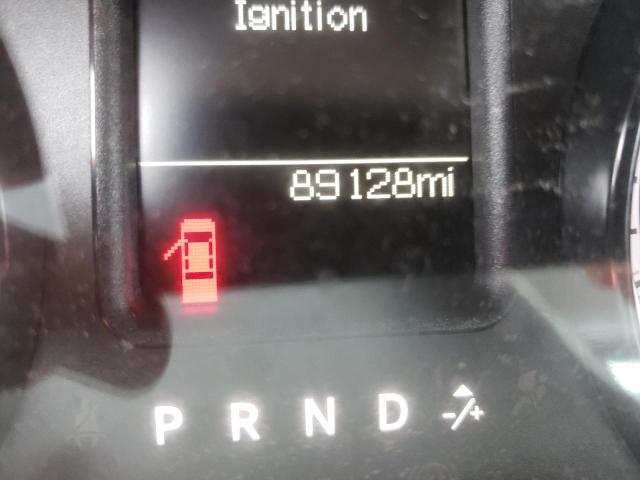 Ignition
89128mi
P R N D -/+